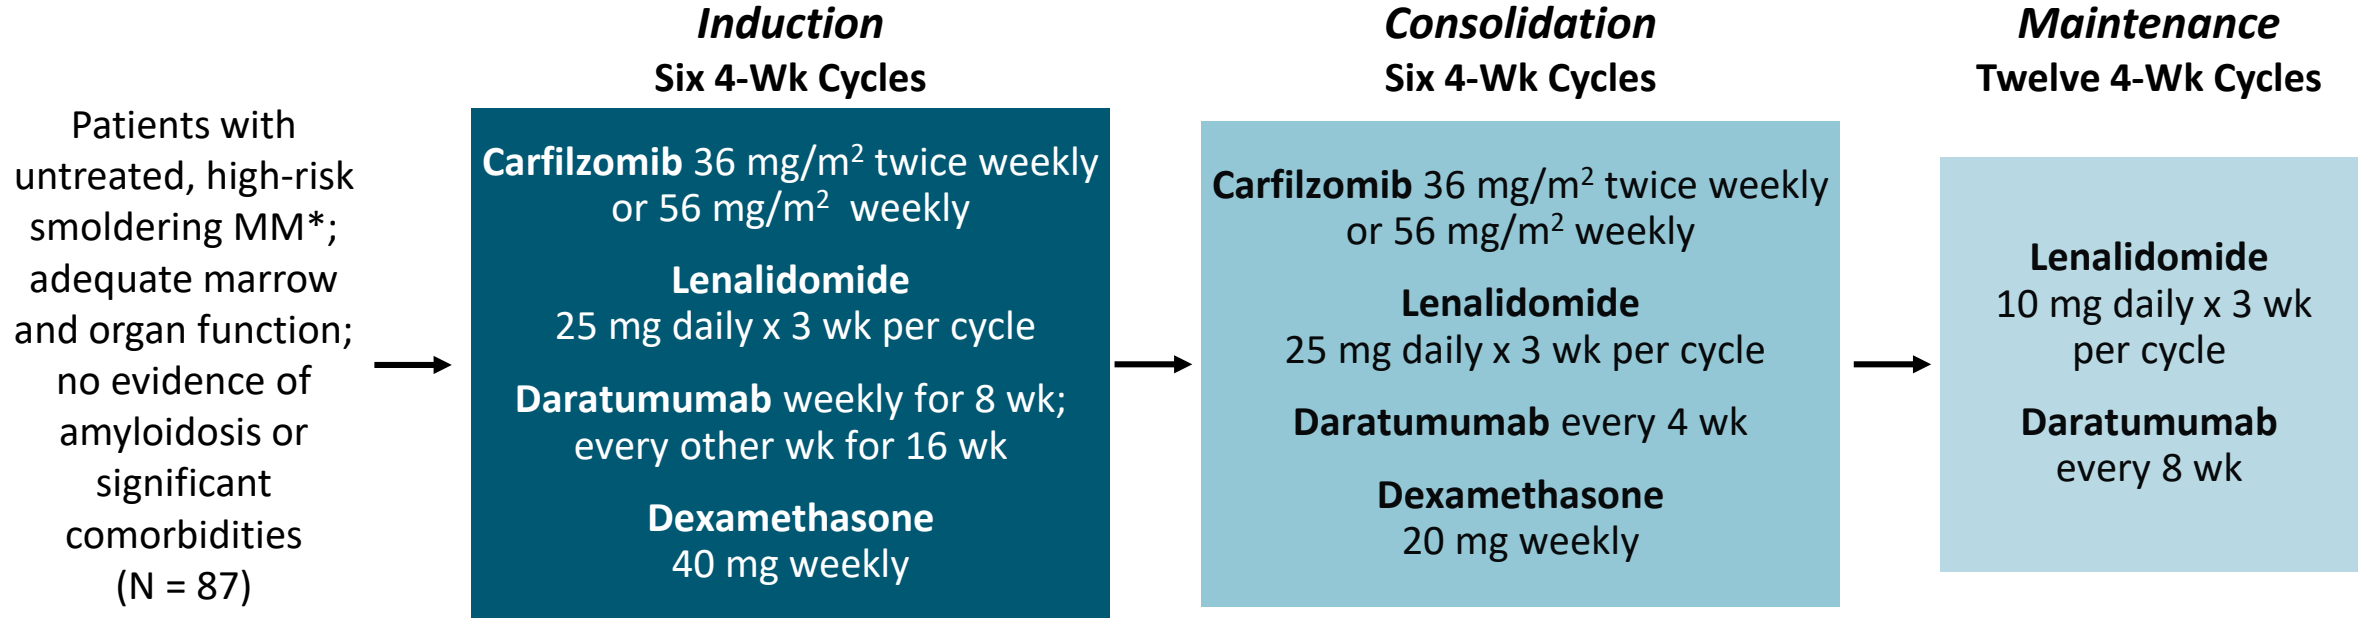 Patients with
untreated, high-risk
smoldering MM*;
adequate marrow
and organ function;
no evidence of
amyloidosis or
significant
comorbidities
(N = 87)
Induction
Six 4-Wk Cycles
Carfilzomib 36 mg/m² twice weekly
or 56 mg/m² weekly
Lenalidomide
25 mg daily x 3 wk per cycle
Daratumumab weekly for 8 wk;
every other wk for 16 wk
Dexamethasone
40 mg weekly
Consolidation
Six 4-Wk Cycles
Carfilzomib 36 mg/m² twice weekly
or 56 mg/m² weekly
Lenalidomide
25 mg daily x 3 wk per cycle
Daratumumab every 4 wk
Dexamethasone
20 mg weekly
Maintenance
Twelve 4-Wk Cycles
Lenalidomide
10 mg daily x 3 wk
per cycle
Daratumumab
every 8 wk